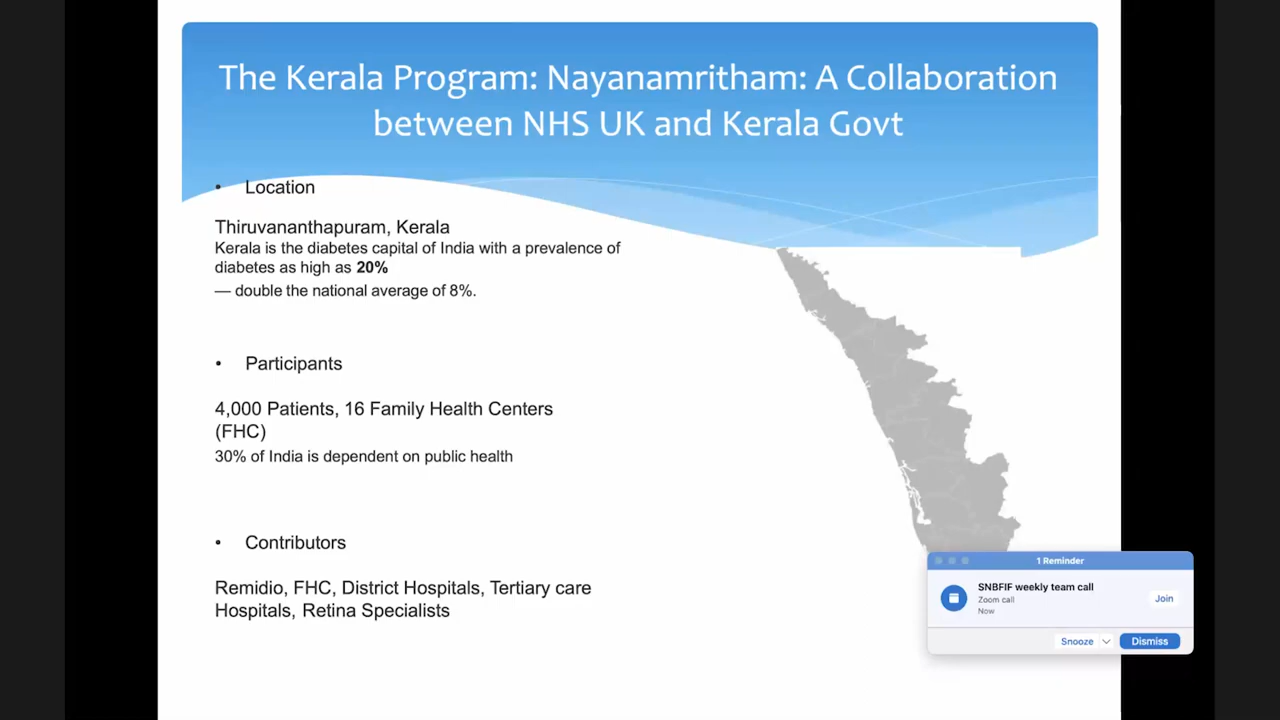 The Kerala Program: Nayanamritham: A Collaboration
between NHS UK and Kerala Govt
• Location
Thiruvananthapuram, Kerala
Kerala is the diabetes capital of India with a prevalence of
diabetes as high as 20%
— double the national average of 8%.
• Participants
4,000 Patients, 16 Family Health Centers
(FHC)
30% of India is dependent on public health
• Contributors
Remidio, FHC, District Hospitals, Tertiary care
Hospitals, Retina Specialists
1 Reminder
SNBFIF weekly team call
Zoom call
Now
Join
Snooze
Dismiss